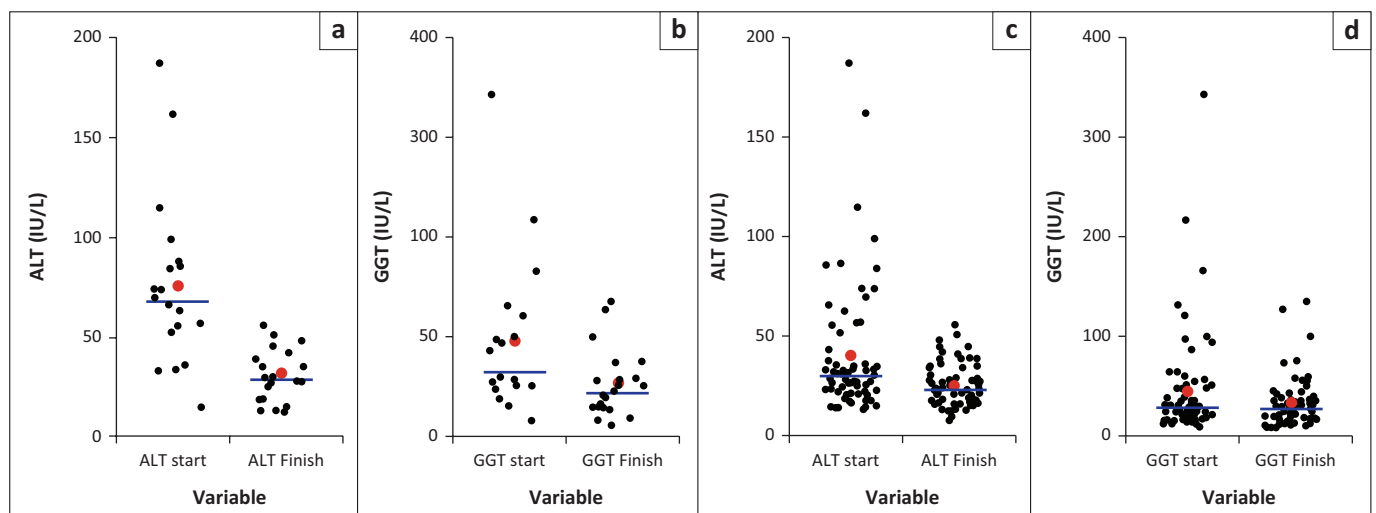 a
200
150
100
50
0
ALT (IU/L)
ALT start ALT Finish
Variable
b
400
300
100
50
0
GGT (IU/L)
GGT start GGT Finish
Variable
c
200
150
100
50
0
ALT (IU/L)
ALT start ALT Finish
Variable
d
400
300
200
100
0
GGT (IU/L)
GGT start GGT Finish
Variable